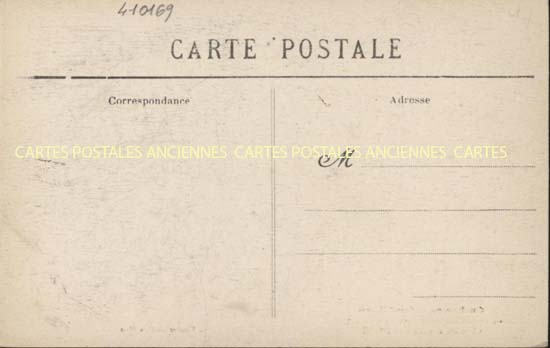 410169
CARTE POSTALE
Correspondance
Adresse
CARTES POSTALES ANCIENNES CARTES POSTALES ANCIENNES CARTES
M